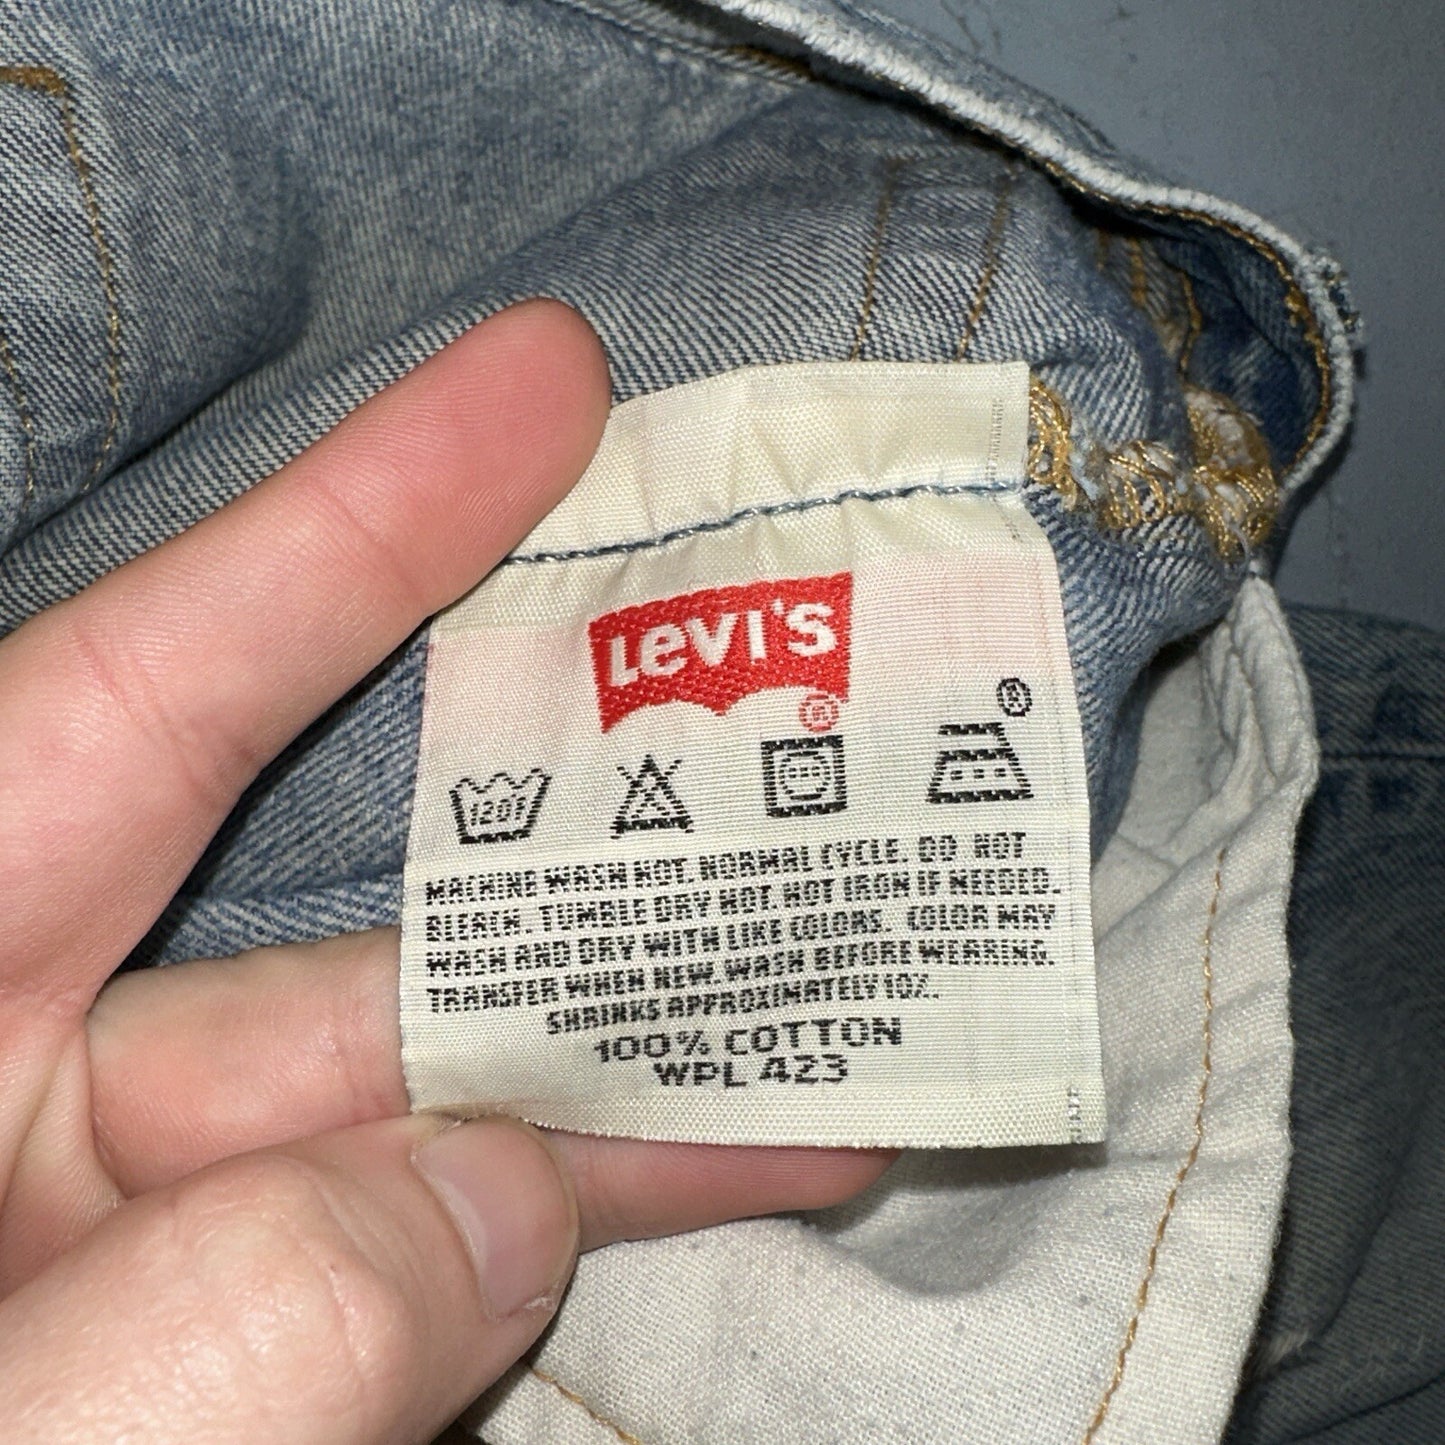 LEVI'S ®
®
120F
MACHINE WASH HOT. NORMAL CYCLE. DO NOT
BLEACH. TUMBLE DRY HOT. HOT IRON IF NEEDED.
WASH AND DRY WITH LIKE COLORS. COLOR MAY
TRANSFER WHEN NEW. WASH BEFORE WEARING.
SHRINKS APPROXIMATELY 10%.
100% COTTON
WPL 423